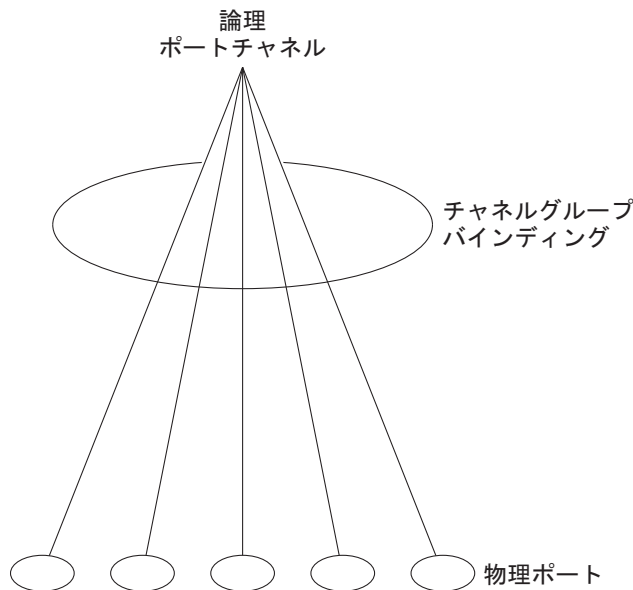 論理
ポートチャネル
チャネルグループ
バインディング
物理ポート